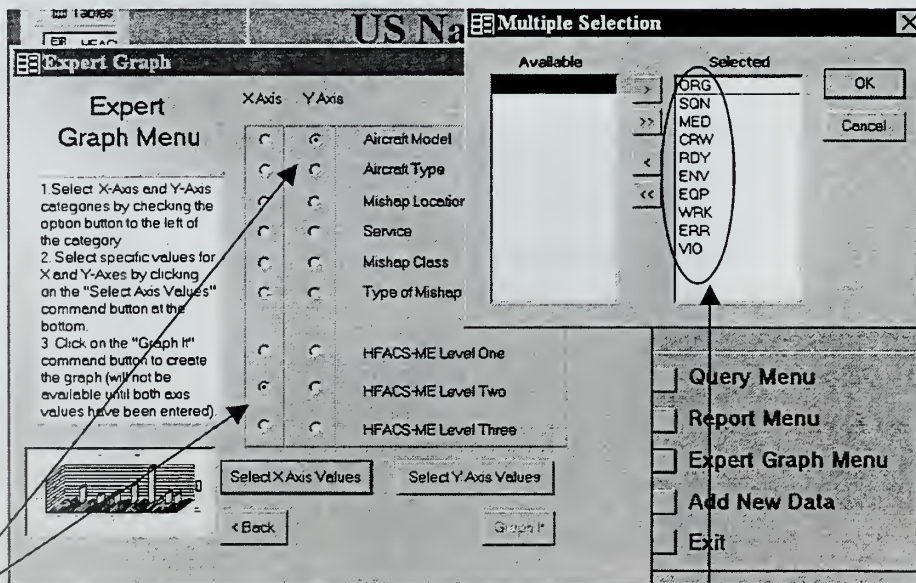 Tables
US Na
Multiple Selection
Expert Graph
Expert
Graph Menu
1.Select X-Axis and Y-Axis
categories by checking the
option button to the left of
the category
2. Select specific values for
X and Y-Axes by clicking
on the "Select Axis Values"
command button at the
bottom.
3 Click on the "Graph It"
command button to create
the graph (will not be
available until both axis
values have been entered).
X Axis Y Axis
Aircraft Model
Aircraft Type
Mishap Location
Service
Mishap Class
Type of Mishap
HFACS-ME Level One
HFACS-ME Level Two
HFACS-ME Level Three
Select X Axis Values
Select Y Axis Values
< Back
Graph It
Available
Selected
>
>>
<
<<
ORG
SQN
MED
CRW
RDY
ENV
EQP
WRK
ERR
VIO
OK
Cancel
Query Menu
Report Menu
Expert Graph Menu
Add New Data
Exit